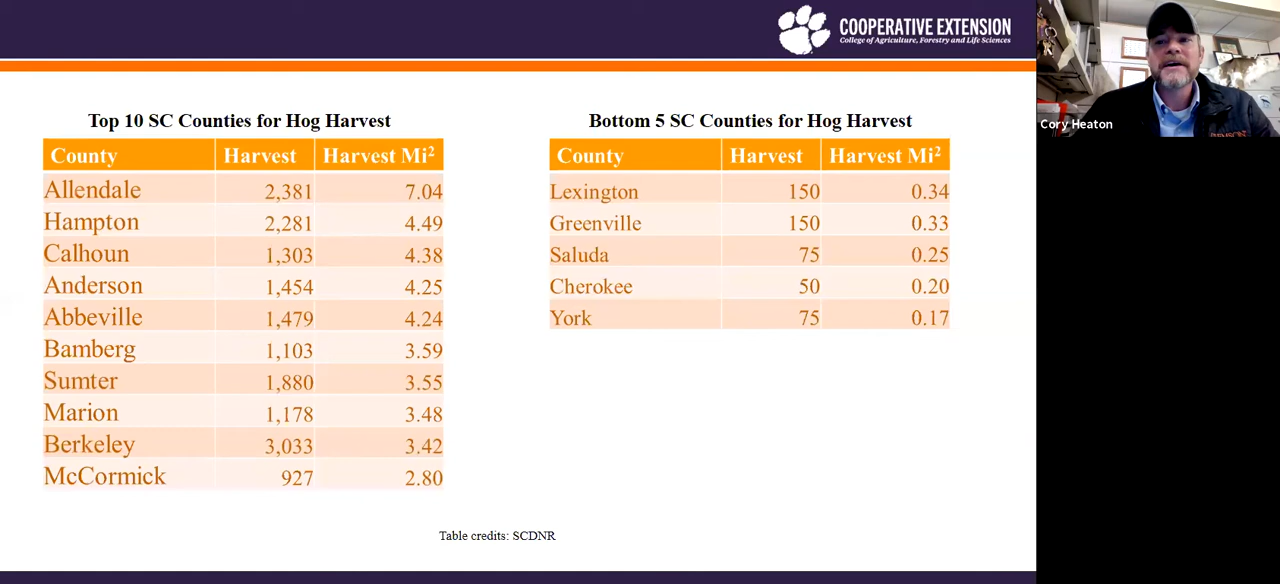 COOPERATIVE EXTENSION
College of Agriculture, Forestry and Life Sciences
Cory Heaton
Top 10 SC Counties for Hog Harvest
County Harvest Harvest Mi²
Allendale 2,381 7.04
Hampton 2,281 4.49
Calhoun 1,303 4.38
Anderson 1,454 4.25
Abbeville 1,479 4.24
Bamberg 1,103 3.59
Sumter 1,880 3.55
Marion 1,178 3.48
Berkeley 3,033 3.42
McCormick 927 2.80
Bottom 5 SC Counties for Hog Harvest
County Harvest Harvest Mi²
Lexington 150 0.34
Greenville 150 0.33
Saluda 75 0.25
Cherokee 50 0.20
York 75 0.17
Table credits: SCDNR